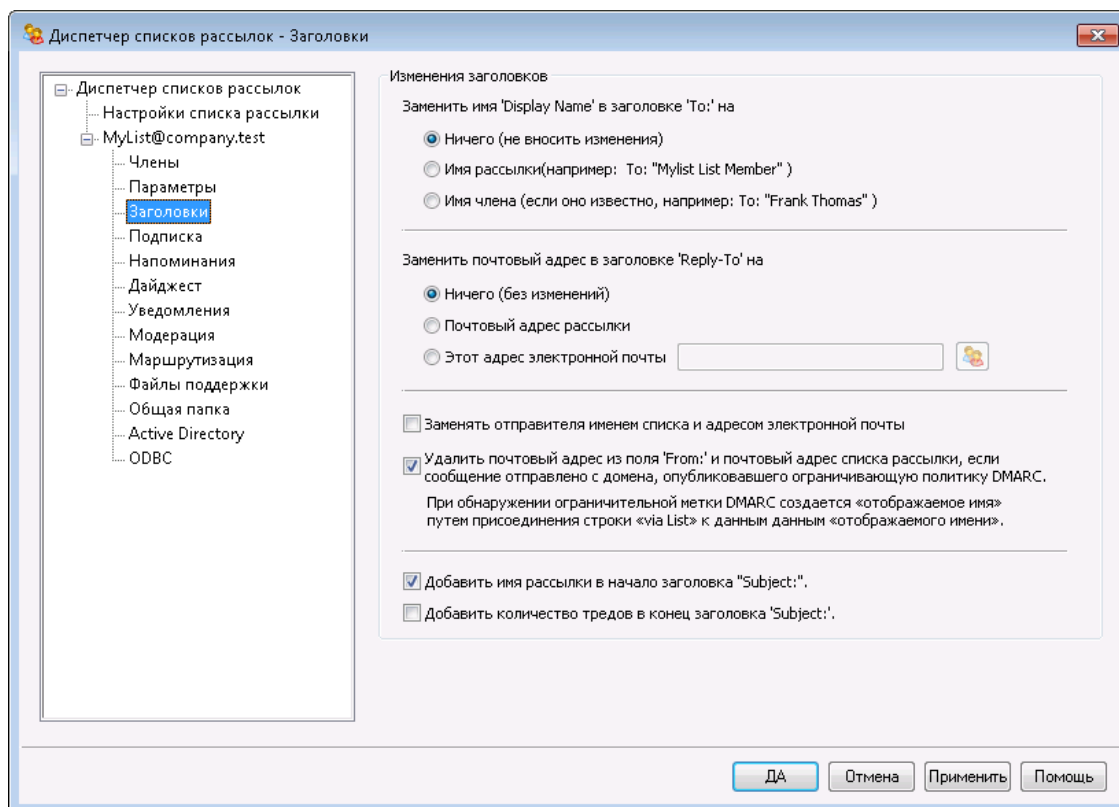 Диспетчер списков рассылок - Заголовки
Диспетчер списков рассылок
Настройки списка рассылки
MyList@company.test
Члены
Параметры
Заголовки
Подписка
Напоминания
Дайджест
Уведомления
Модерация
Маршрутизация
Файлы поддержки
Общая папка
Active Directory
ODBC
Изменения заголовков
Заменить имя 'Display Name' в заголовке 'To:' на
Ничего (не вносить изменения)
Имя рассылки(например: To: "Mylist List Member" )
Имя члена (если оно известно, например: To: "Frank Thomas" )
Заменить почтовый адрес в заголовке 'Reply-To' на
Ничего (без изменений)
Почтовый адрес рассылки
Этот адрес электронной почты
Заменять отправителя именем списка и адресом электронной почты
Удалить почтовый адрес из поля 'From:' и почтовый адрес списка рассылки, если
сообщение отправлено с домена, опубликовавшего ограничивающую политику DMARC.
При обнаружении ограничительной метки DMARC создается «отображаемое имя»
путем присоединения строки «via List» к данным данным «отображаемого имени».
Добавить имя рассылки в начало заголовка "Subject:".
Добавить количество тредов в конец заголовка 'Subject:'.
ДА
Отмена
Применить
Помощь